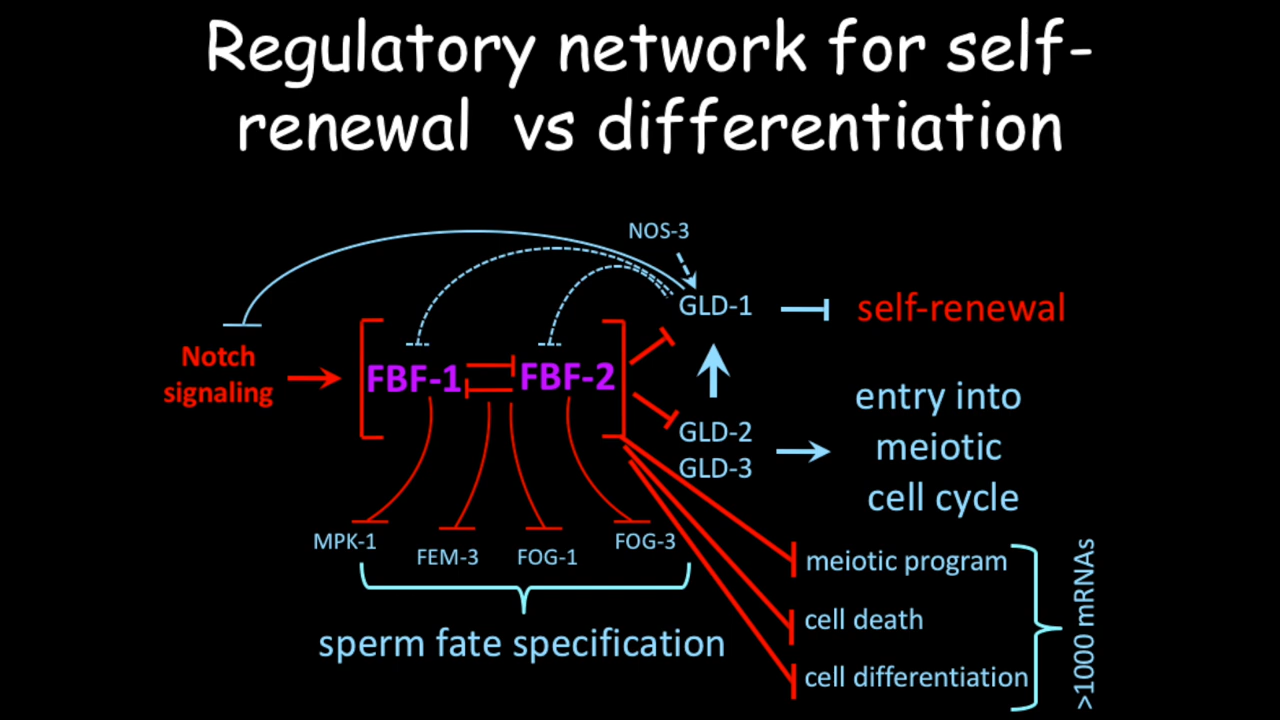 Regulatory network for self-
renewal vs differentiation
NOS-3
GLD-1
self-renewal
Notch
signaling
FBF-1
FBF-2
GLD-2
GLD-3
entry into
meiotic
cell cycle
MPK-1
FEM-3
FOG-1
FOG-3
sperm fate specification
meiotic program
cell death
cell differentiation
>1000 mRNAs